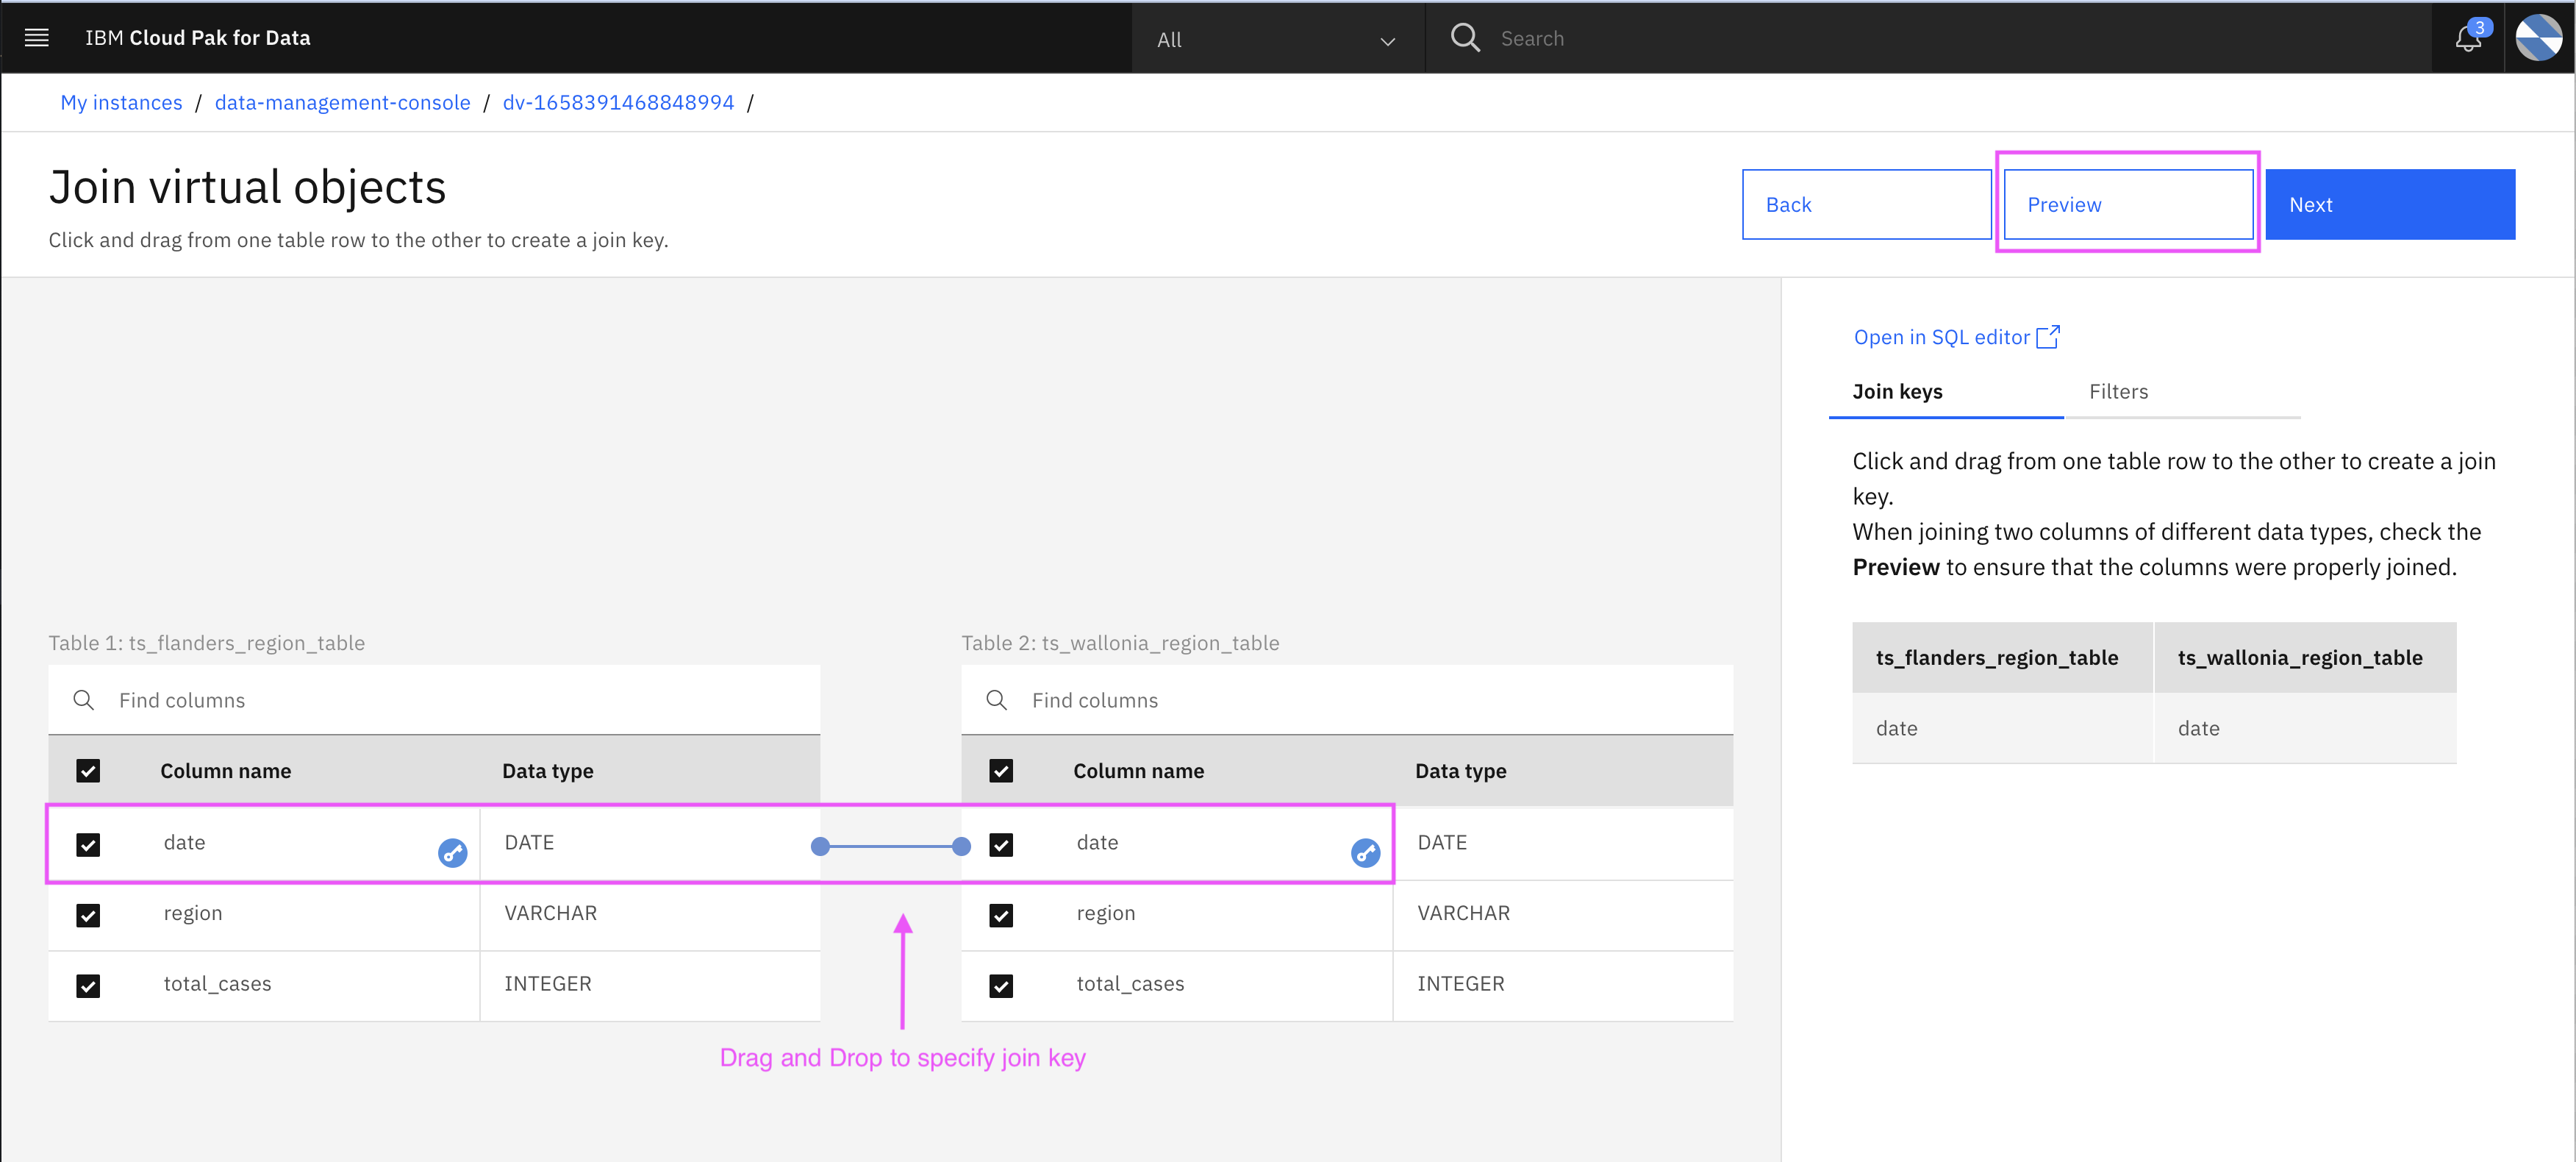 IBM Cloud Pak for Data
All
Search
3
My instances / data-management-console / dv-1658391468848994 /
Join virtual objects
Click and drag from one table row to the other to create a join key.
Back
Preview
Next
Open in SQL editor
Join keys
Filters
Click and drag from one table row to the other to create a join
key.
When joining two columns of different data types, check the
Preview to ensure that the columns were properly joined.
ts_flanders_region_table ts_wallonia_region_table
date date
Table 1: ts_flanders_region_table
Find columns
Column name Data type
date DATE
region VARCHAR
total_cases INTEGER
Table 2: ts_wallonia_region_table
Find columns
Column name Data type
date DATE
region VARCHAR
total_cases INTEGER
Drag and Drop to specify join key